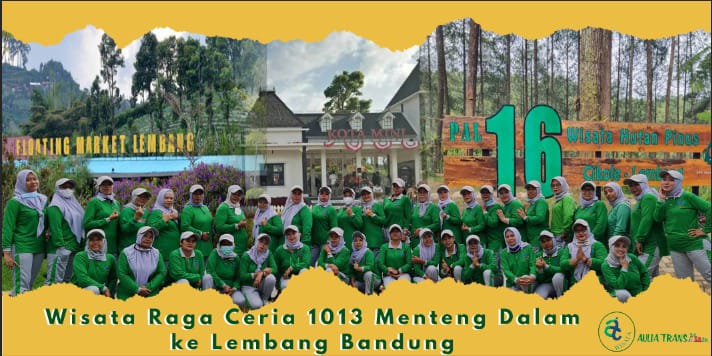 FLOATING MARKET LEMBANG
KOTA MINI
PAL 16 Wisata Hutan Pinus
Wisata Raga Ceria 1013 Menteng Dalam
ke Lembang Bandung
WISATA
AULIA TRANS